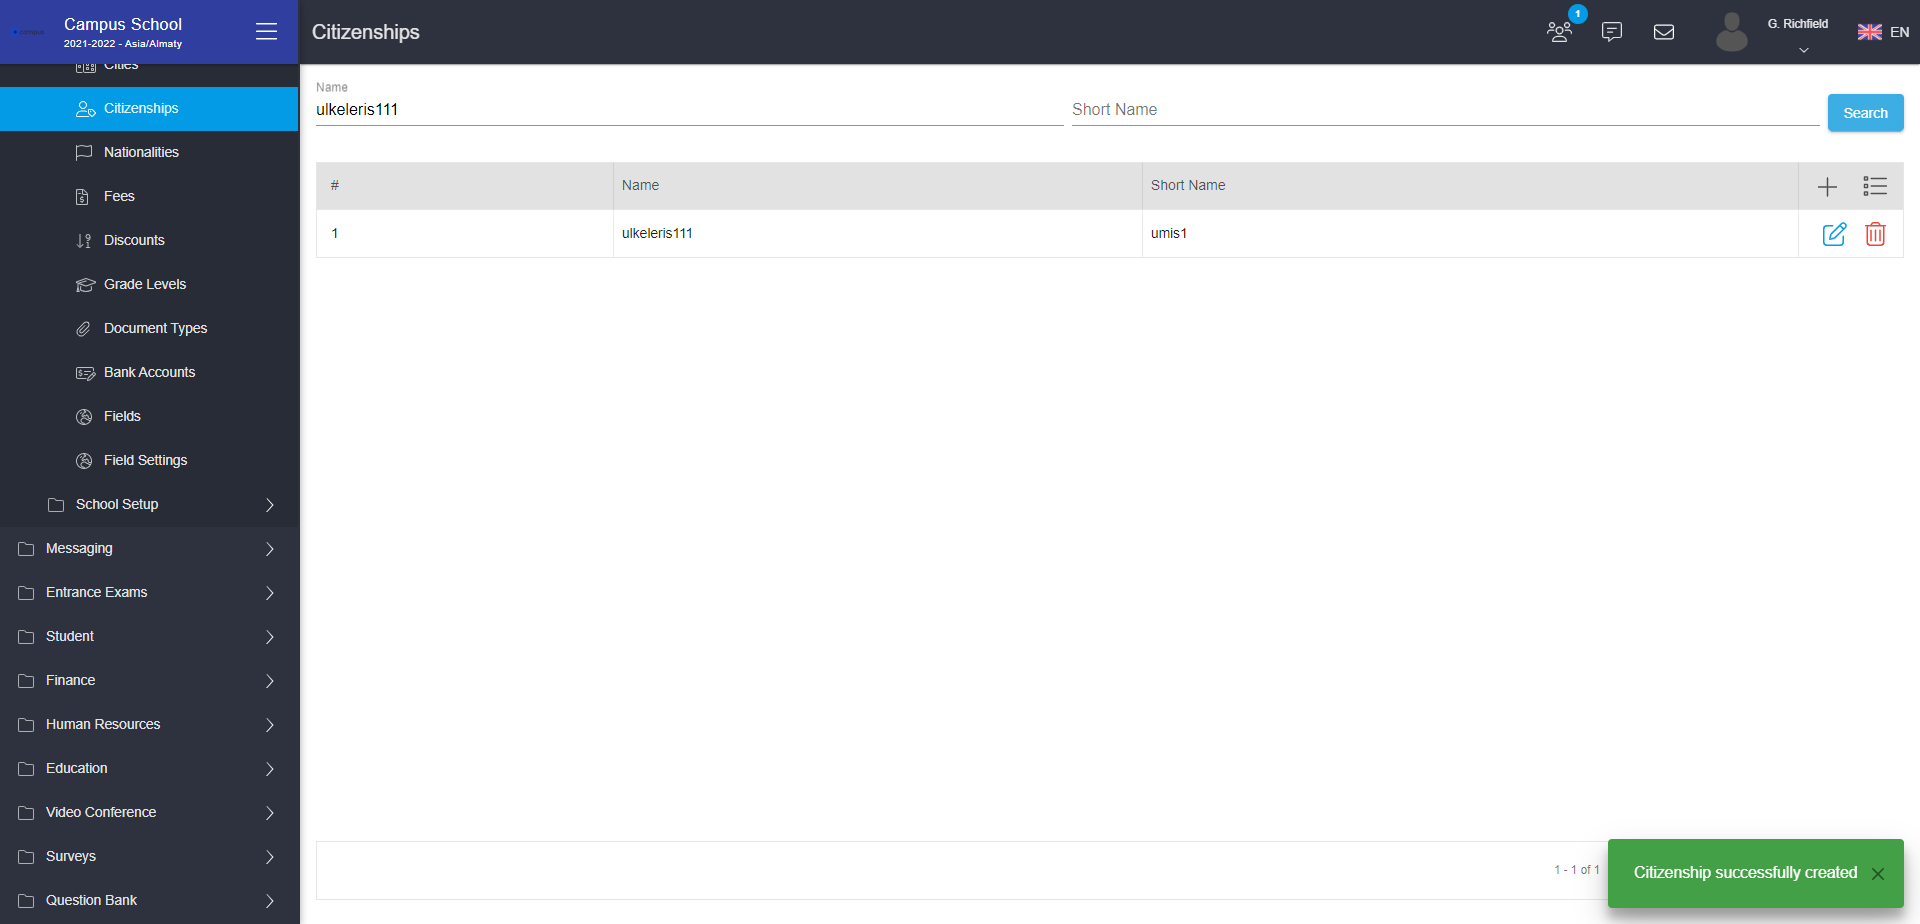 Campus School
2021-2022 - Asia/Almaty
Citizenships
1
G. Richfield
EN
Cities
Citizenships
Nationalities
Fees
Discounts
Grade Levels
Document Types
Bank Accounts
Fields
Field Settings
School Setup
Messaging
Entrance Exams
Student
Finance
Human Resources
Education
Video Conference
Surveys
Question Bank
Name
ulkeleris111
Short Name
Search
# Name Short Name
1 ulkeleris111 umis1
1 - 1 of 1
Citizenship successfully created